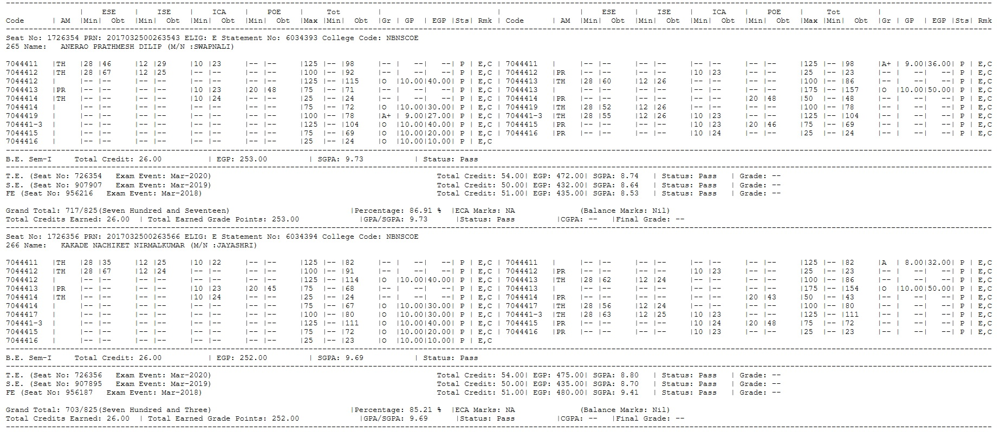 | ESE | ISE | ICA | POE | Tot | | | ESE | ISE | ICA | POE | Tot |
Code | AM |Min| Obt |Min| Obt |Min| Obt |Min| Obt |Max |Min| Obt |Gr | GP | EGP |Sts| Rmk | Code | AM |Min| Obt |Min| Obt |Min| Obt |Min| Obt |Max |Min| Obt |Gr | GP | EGP |Sts| Rmk
Seat No: 1726354 PRN: 2017032500263543 ELIG: E Statement No: 6034393 College Code: NBNSCOE
265 Name: ANERAO PRATHMESH DILIP (M/N :SWAPNALI)
7044411 |TH |28 |46 |12 |29 |10 |23 |-- |-- |125 |-- |98 |-- | --| --| P | E,C | 7044411 | |-- |-- |-- |-- |-- |-- |-- |-- |125 |-- |98 |A+ | 9.00|36.00| P | E,C
7044412 |TH |28 |67 |12 |25 |-- |-- |-- |-- |100 |-- |92 |-- | --| --| P | E,C | 7044412 |PR |-- |-- |-- |-- |10 |23 |-- |-- |25 |-- |23 |-- | --| --| P | E,C
7044412 | |-- |-- |-- |-- |-- |-- |-- |-- |125 |-- |115 |O |10.00|40.00| P | E,C | 7044413 |TH |28 |60 |12 |26 |-- |-- |-- |-- |100 |-- |86 |-- | --| --| P | E,C
7044413 |PR |-- |-- |-- |-- |10 |23 |20 |48 |75 |-- |71 |-- | --| --| P | E,C | 7044413 | |-- |-- |-- |-- |-- |-- |-- |-- |175 |-- |157 |O |10.00|50.00| P | E,C
7044414 |TH |-- |-- |-- |-- |10 |24 |-- |-- |25 |-- |24 |-- | --| --| P | E,C | 7044414 |PR |-- |-- |-- |-- |-- |-- |20 |48 |50 |-- |48 |-- | --| --| P | E,C
7044414 | |-- |-- |-- |-- |-- |-- |-- |-- |75 |-- |72 |O |10.00|30.00| P | E,C | 7044419 |TH |28 |52 |12 |26 |-- |-- |-- |-- |100 |-- |78 |-- | --| --| P | E,C
7044419 | |-- |-- |-- |-- |-- |-- |-- |-- |100 |-- |78 |A+ | 9.00|27.00| P | E,C | 704441-3 |TH |28 |55 |12 |26 |10 |23 |-- |-- |125 |-- |104 |-- | --| --| P | E,C
704441-3 | |-- |-- |-- |-- |-- |-- |-- |-- |125 |-- |104 |O |10.00|40.00| P | E,C | 7044415 |PR |-- |-- |-- |-- |10 |23 |20 |46 |75 |-- |69 |-- | --| --| P | E,C
7044415 | |-- |-- |-- |-- |-- |-- |-- |-- |75 |-- |69 |O |10.00|20.00| P | E,C | 7044416 |PR |-- |-- |-- |-- |10 |24 |-- |-- |25 |-- |24 |-- | --| --| P | E,C
7044416 | |-- |-- |-- |-- |-- |-- |-- |-- |25 |-- |24 |O |10.00|10.00| P | E,C
B.E. Sem-I Total Credit: 26.00 | EGP: 253.00 | SGPA: 9.73 | Status: Pass
T.E. (Seat No: 726354 Exam Event: Mar-2020) Total Credit: 54.00| EGP: 472.00| SGPA: 8.74 | Status: Pass | Grade: --
S.E. (Seat No: 907907 Exam Event: Mar-2019) Total Credit: 50.00| EGP: 432.00| SGPA: 8.64 | Status: Pass | Grade: --
FE (Seat No: 956216 Exam Event: Mar-2018) Total Credit: 51.00| EGP: 435.00| SGPA: 8.53 | Status: Pass | Grade: --
Grand Total: 717/825(Seven Hundred and Seventeen) |Percentage: 86.91 % |ECA Marks: NA (Balance Marks: Nil)
Total Credits Earned: 26.00 | Total Earned Grade Points: 253.00 |GPA/SGPA: 9.73 |Status: Pass |CGPA: -- |Final Grade: --
Seat No: 1726356 PRN: 2017032500263566 ELIG: E Statement No: 6034394 College Code: NBNSCOE
266 Name: KAKADE NACHIKET NIRMALKUMAR (M/N :JAYASHRI)
7044411 |TH |28 |35 |12 |25 |10 |22 |-- |-- |125 |-- |82 |-- | --| --| P | E,C | 7044411 | |-- |-- |-- |-- |-- |-- |-- |-- |125 |-- |82 |A | 8.00|32.00| P | E,C
7044412 |TH |28 |67 |12 |24 |-- |-- |-- |-- |100 |-- |91 |-- | --| --| P | E,C | 7044412 |PR |-- |-- |-- |-- |10 |23 |-- |-- |25 |-- |23 |-- | --| --| P | E,C
7044412 | |-- |-- |-- |-- |-- |-- |-- |-- |125 |-- |114 |O |10.00|40.00| P | E,C | 7044413 |TH |28 |62 |12 |24 |-- |-- |-- |-- |100 |-- |86 |-- | --| --| P | E,C
7044413 |PR |-- |-- |-- |-- |10 |23 |20 |45 |75 |-- |68 |-- | --| --| P | E,C | 7044413 | |-- |-- |-- |-- |-- |-- |-- |-- |175 |-- |154 |O |10.00|50.00| P | E,C
7044414 |TH |-- |-- |-- |-- |10 |24 |-- |-- |25 |-- |24 |-- | --| --| P | E,C | 7044414 |PR |-- |-- |-- |-- |-- |-- |20 |43 |50 |-- |43 |-- | --| --| P | E,C
7044414 | |-- |-- |-- |-- |-- |-- |-- |-- |75 |-- |67 |O |10.00|30.00| P | E,C | 7044417 |TH |28 |56 |12 |24 |-- |-- |-- |-- |100 |-- |80 |-- | --| --| P | E,C
7044417 | |-- |-- |-- |-- |-- |-- |-- |-- |100 |-- |80 |O |10.00|30.00| P | E,C | 704441-3 |TH |28 |63 |12 |25 |10 |23 |-- |-- |125 |-- |111 |-- | --| --| P | E,C
704441-3 | |-- |-- |-- |-- |-- |-- |-- |-- |125 |-- |111 |O |10.00|40.00| P | E,C | 7044415 |PR |-- |-- |-- |-- |10 |24 |20 |48 |75 |-- |72 |-- | --| --| P | E,C
7044415 | |-- |-- |-- |-- |-- |-- |-- |-- |75 |-- |72 |O |10.00|20.00| P | E,C | 7044416 |PR |-- |-- |-- |-- |10 |23 |-- |-- |25 |-- |23 |-- | --| --| P | E,C
7044416 | |-- |-- |-- |-- |-- |-- |-- |-- |25 |-- |23 |O |10.00|10.00| P | E,C
B.E. Sem-I Total Credit: 26.00 | EGP: 252.00 | SGPA: 9.69 | Status: Pass
T.E. (Seat No: 726356 Exam Event: Mar-2020) Total Credit: 54.00| EGP: 475.00| SGPA: 8.80 | Status: Pass | Grade: --
S.E. (Seat No: 907895 Exam Event: Mar-2019) Total Credit: 50.00| EGP: 435.00| SGPA: 8.70 | Status: Pass | Grade: --
FE (Seat No: 956187 Exam Event: Mar-2018) Total Credit: 51.00| EGP: 480.00| SGPA: 9.41 | Status: Pass | Grade: --
Grand Total: 703/825(Seven Hundred and Three) |Percentage: 85.21 % |ECA Marks: NA (Balance Marks: Nil)
Total Credits Earned: 26.00 | Total Earned Grade Points: 252.00 |GPA/SGPA: 9.69 |Status: Pass |CGPA: -- |Final Grade: --